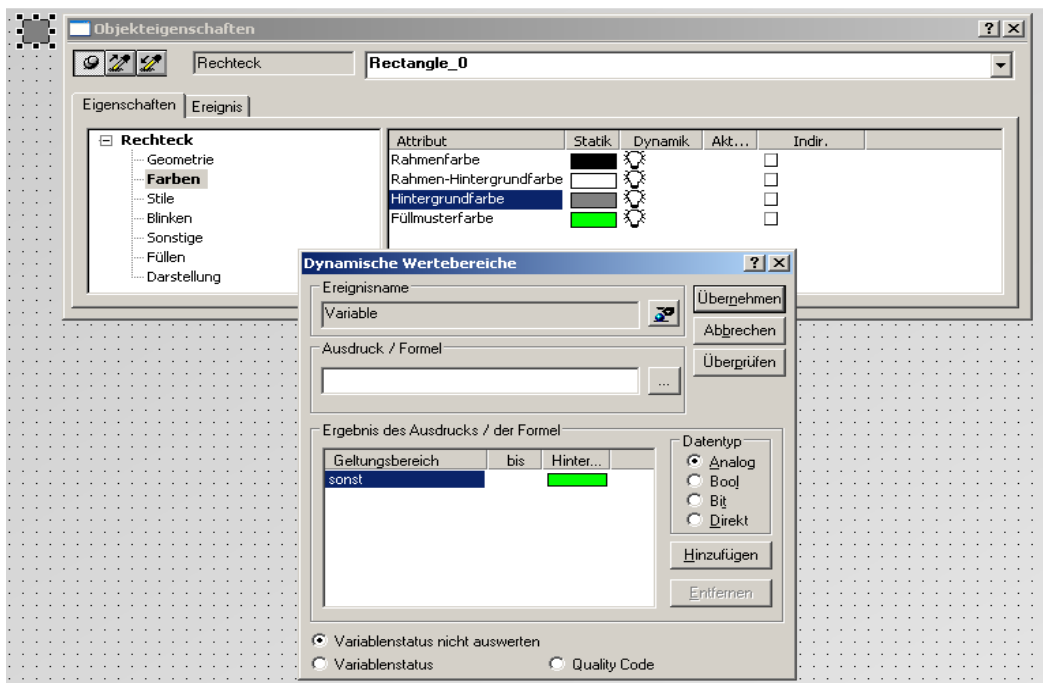 Objekteigenschaften
Rechteck
Rectangle_0
Eigenschaften
Ereignis
Rechteck
Geometrie
Farben
Stile
Blinken
Sonstige
Füllen
Darstellung
Attribut Statik Dynamik Akt... Indir.
Rahmenfarbe
Rahmen-Hintergrundfarbe
Hintergrundfarbe
Füllmusterfarbe
Dynamische Wertebereiche
Ereignisname
Variable
Ausdruck / Formel
...
Übernehmen
Abbrechen
Überprüfen
Ergebnis des Ausdrucks / der Formel
Geltungsbereich bis Hinter...
sonst
Datentyp
Analog
Bool
Bit
Direkt
Hinzufügen
Entfernen
Variablenstatus nicht auswerten
Variablenstatus
Quality Code